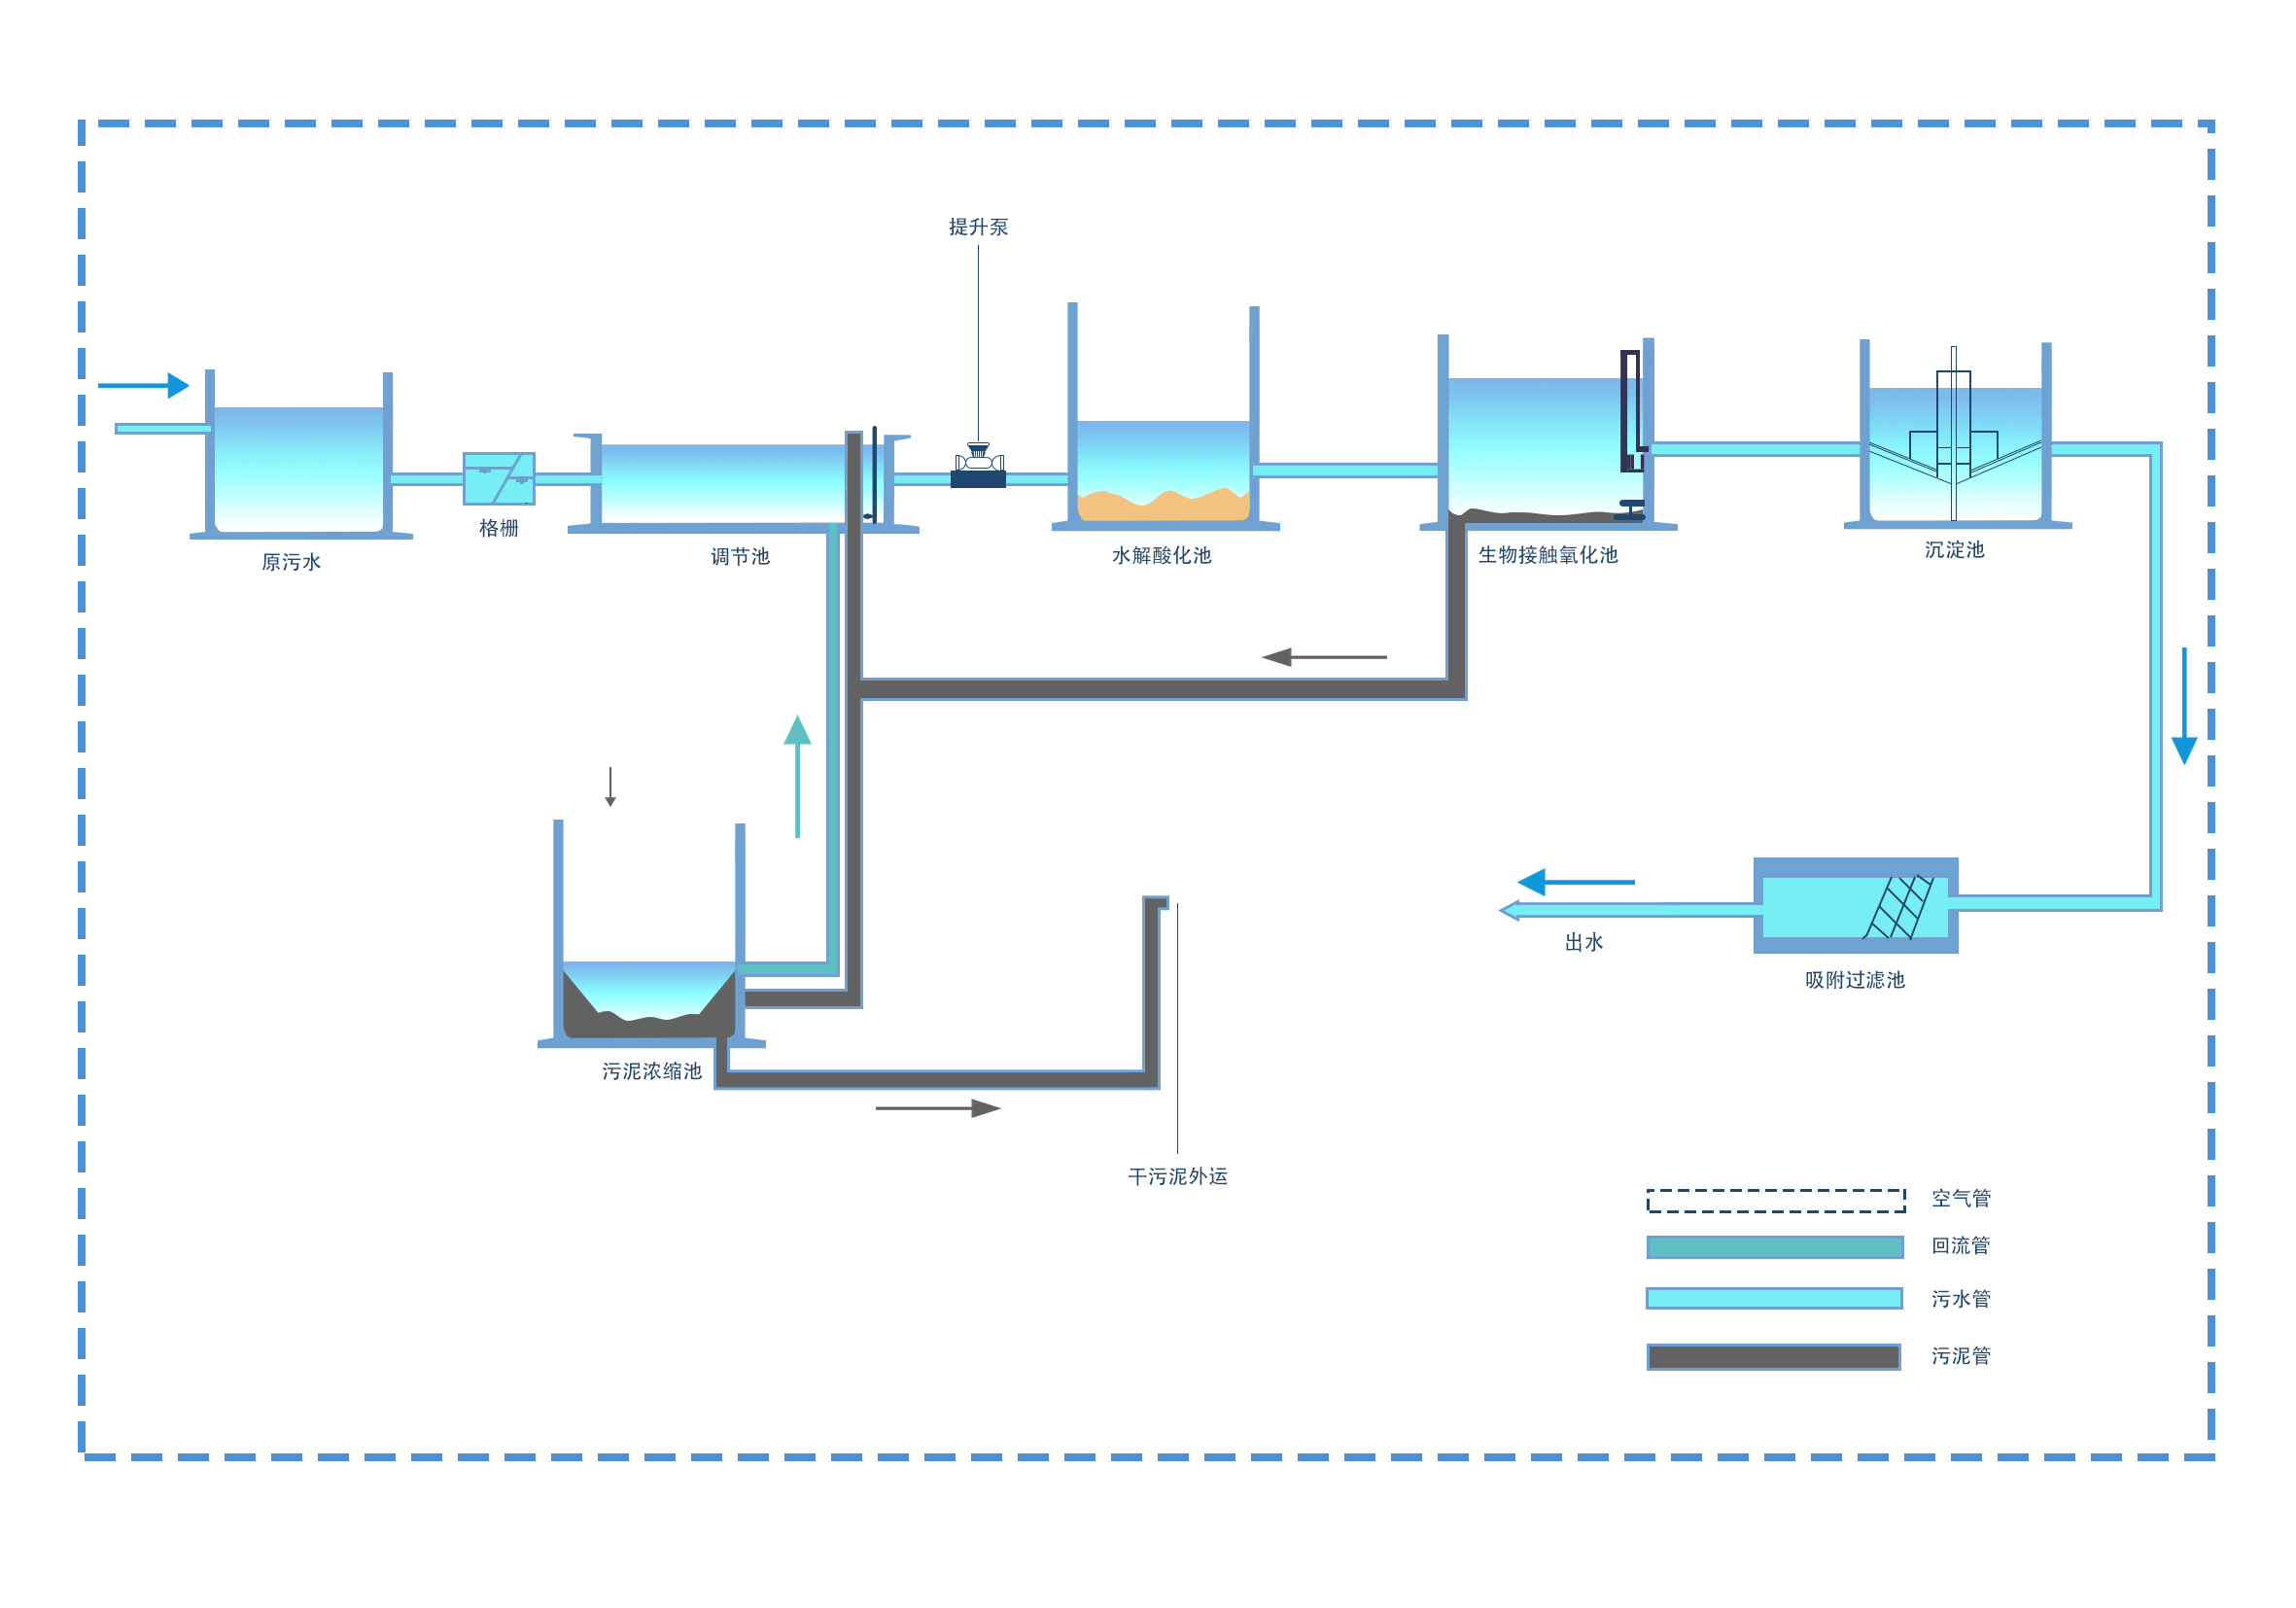 提升泵
格栅
原污水
调节池
水解酸化池
生物接触氧化池
沉淀池
出水
吸附过滤池
污泥浓缩池
干污泥外运
空气管
回流管
污水管
污泥管